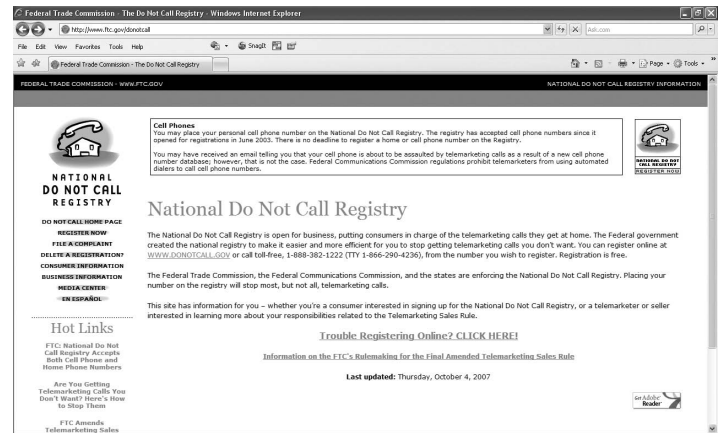 Federal Trade Commission - The Do Not Call Registry - Windows Internet Explorer
http://www.ftc.gov/donotcall
Ask.com
File Edit View Favorites Tools Help
SnagIt
Federal Trade Commission - The Do Not Call Registry
Page Tools
FEDERAL TRADE COMMISSION - WWW.FTC.GOV
NATIONAL DO NOT CALL REGISTRY INFORMATION
Cell Phones
You may place your personal cell phone number on the National Do Not Call Registry. The registry has accepted cell phone numbers since it
opened for registrations in June 2003. There is no deadline to register a home or cell phone number on the Registry.
You may have received an email telling you that your cell phone is about to be assaulted by telemarketing calls as a result of a new cell phone
number database; however, that is not the case. Federal Communications Commission regulations prohibit telemarketers from using automated
dialers to call cell phone numbers.
NATIONAL DO NOT
CALL REGISTRY
REGISTER NOW
NATIONAL
DO NOT CALL
REGISTRY
DO NOT CALL HOME PAGE
REGISTER NOW
FILE A COMPLAINT
DELETE A REGISTRATION?
CONSUMER INFORMATION
BUSINESS INFORMATION
MEDIA CENTER
EN ESPAÑOL
Hot Links
FTC: National Do Not
Call Registry Accepts
Both Cell Phone and
Home Phone Numbers
Are You Getting
Telemarketing Calls You
Don't Want? Here's How
to Stop Them
FTC Amends
Telemarketing Sales
National Do Not Call Registry
The National Do Not Call Registry is open for business, putting consumers in charge of the telemarketing calls they get at home. The Federal government
created the national registry to make it easier and more efficient for you to stop getting telemarketing calls you don't want. You can register online at
WWW.DONOTCALL.GOV or call toll-free, 1-888-382-1222 (TTY 1-866-290-4236), from the number you wish to register. Registration is free.
The Federal Trade Commission, the Federal Communications Commission, and the states are enforcing the National Do Not Call Registry. Placing your
number on the registry will stop most, but not all, telemarketing calls.
This site has information for you – whether you're a consumer interested in signing up for the National Do Not Call Registry, or a telemarketer or seller
interested in learning more about your responsibilities related to the Telemarketing Sales Rule.
Trouble Registering Online? CLICK HERE!
Information on the FTC's Rulemaking for the Final Amended Telemarketing Sales Rule
Last updated: Thursday, October 4, 2007
Get Adobe
Reader